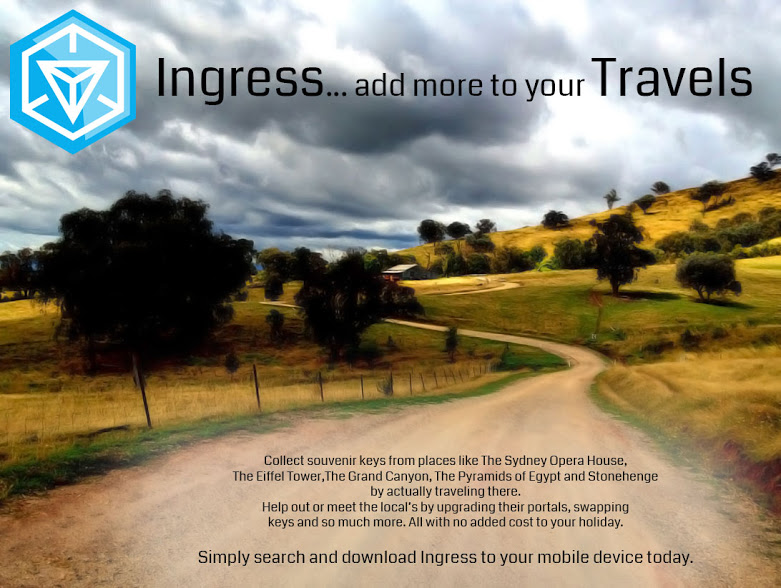 Ingress... add more to your Travels
Collect souvenir keys from places like The Sydney Opera House,
The Eiffel Tower,The Grand Canyon, The Pyramids of Egypt and Stonehenge
by actually traveling there.
Help out or meet the local's by upgrading their portals, swapping
keys and so much more. All with no added cost to your holiday.
Simply search and download Ingress to your mobile device today.